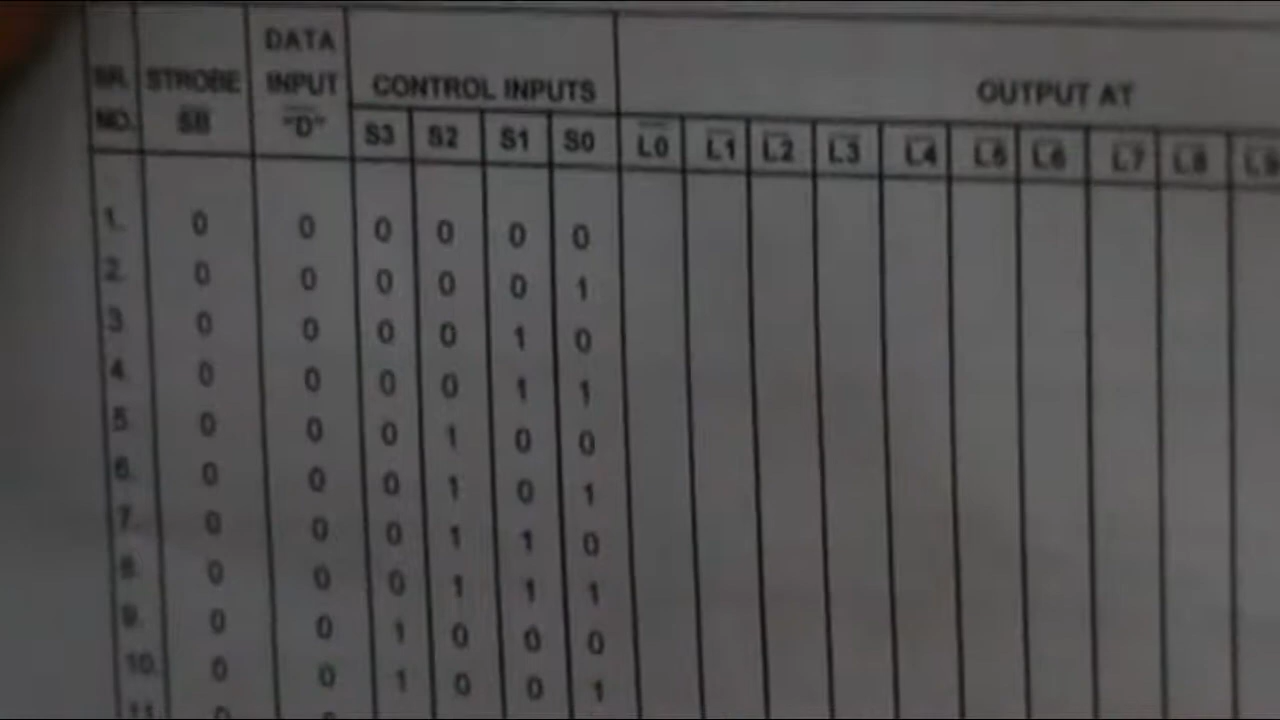 SR. NO. STROBE SB DATA INPUT "D" CONTROL INPUTS OUTPUT AT
S3 S2 S1 S0 L0 L1 L2 L3 L4 L5 L6 L7 L8 L9
1. 0 0 0 0 0 0
2. 0 0 0 0 0 1
3. 0 0 0 0 1 0
4. 0 0 0 0 1 1
5. 0 0 0 1 0 0
6. 0 0 0 1 0 1
7. 0 0 0 1 1 0
8. 0 0 0 1 1 1
9. 0 0 1 0 0 0
10. 0 0 1 0 0 1
11. 0